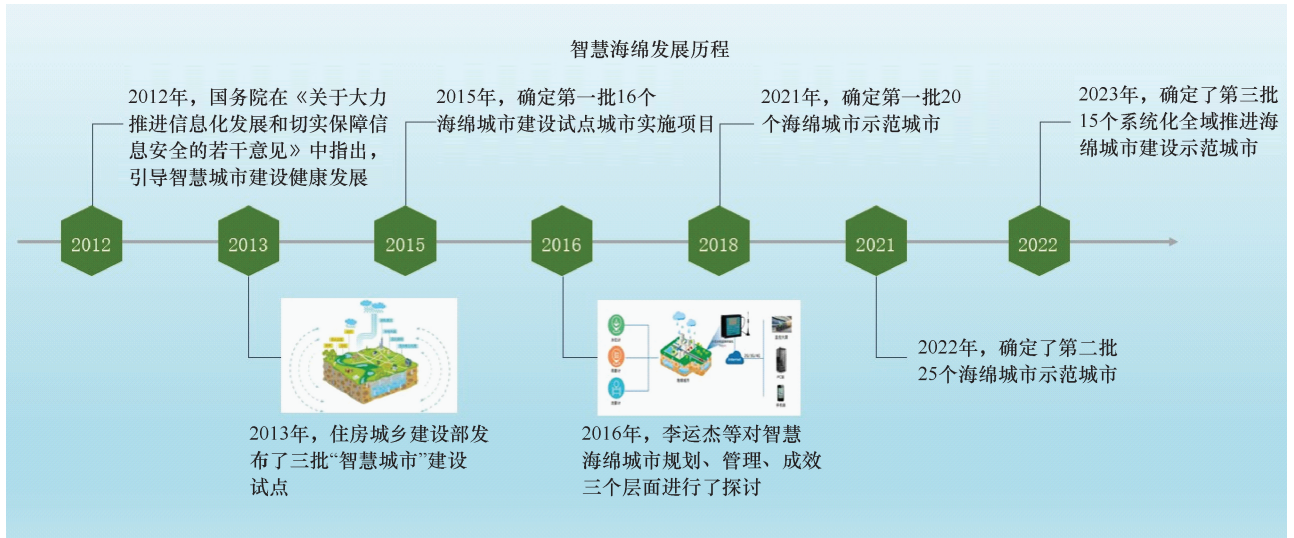 智慧海绵发展历程
2012年，国务院在《关于大力
推进信息化发展和切实保障信
息安全的若干意见》中指出，
引导智慧城市建设健康发展
2015年，确定第一批16个
海绵城市建设试点城市实施项目
2021年，确定第一批20
个海绵城市示范城市
2023年，确定了第三批
15个系统化全域推进海
绵城市建设示范城市
2012
2013
2015
2016
2018
2021
2022
2013年，住房城乡建设部发
布了三批“智慧城市”建设
试点
2016年，李运杰等对智慧
海绵城市规划、管理、成效
三个层面进行了探讨
2022年，确定了第二批
25个海绵城市示范城市